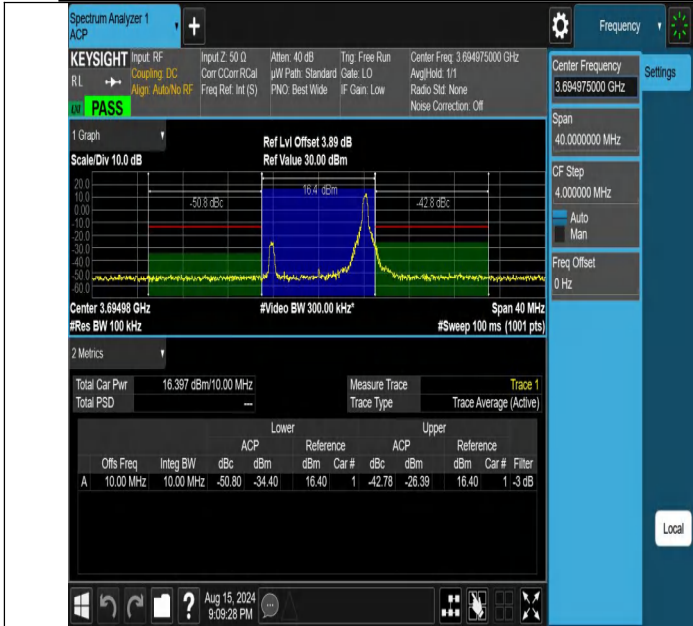 Spectrum Analyzer 1
ACP
+
Frequency
KEYSIGHT
RL
LXI
PASS
Input: RF
Coupling: DC
Align: Auto/No RF
Input Z: 50 Ω
Corr CCorr RCal
Freq Ref: Int (S)
Atten: 40 dB
µW Path: Standard
PNO: Best Wide
Trig: Free Run
Gate: LO
IF Gain: Low
Center Freq: 3.694975000 GHz
Avg|Hold: 1/1
Radio Std: None
Noise Correction: Off
Center Frequency
3.694975000 GHz
Settings
Span
40.0000000 MHz
CF Step
4.000000 MHz
Auto
Man
Freq Offset
0 Hz
Local
1 Graph
Scale/Div 10.0 dB
Ref Lvl Offset 3.89 dB
Ref Value 30.00 dBm
20.0
10.0
0.00
-10.0
-20.0
-30.0
-40.0
-50.0
-60.0
-50.8 dBc
16.4 dBm
-42.8 dBc
Center 3.69498 GHz
#Res BW 100 kHz
#Video BW 300.00 kHz*
Span 40 MHz
#Sweep 100 ms (1001 pts)
2 Metrics
Total Car Pwr 16.397 dBm/10.00 MHz
Total PSD ---
Measure Trace Trace 1
Trace Type Trace Average (Active)
Lower Upper
ACP Reference ACP Reference
Offs Freq Integ BW dBc dBm dBm Car # dBc dBm dBm Car # Filter
A 10.00 MHz 10.00 MHz -50.80 -34.40 16.40 1 -42.78 -26.39 16.40 1 -3 dB
?
Aug 15, 2024
9:09:28 PM